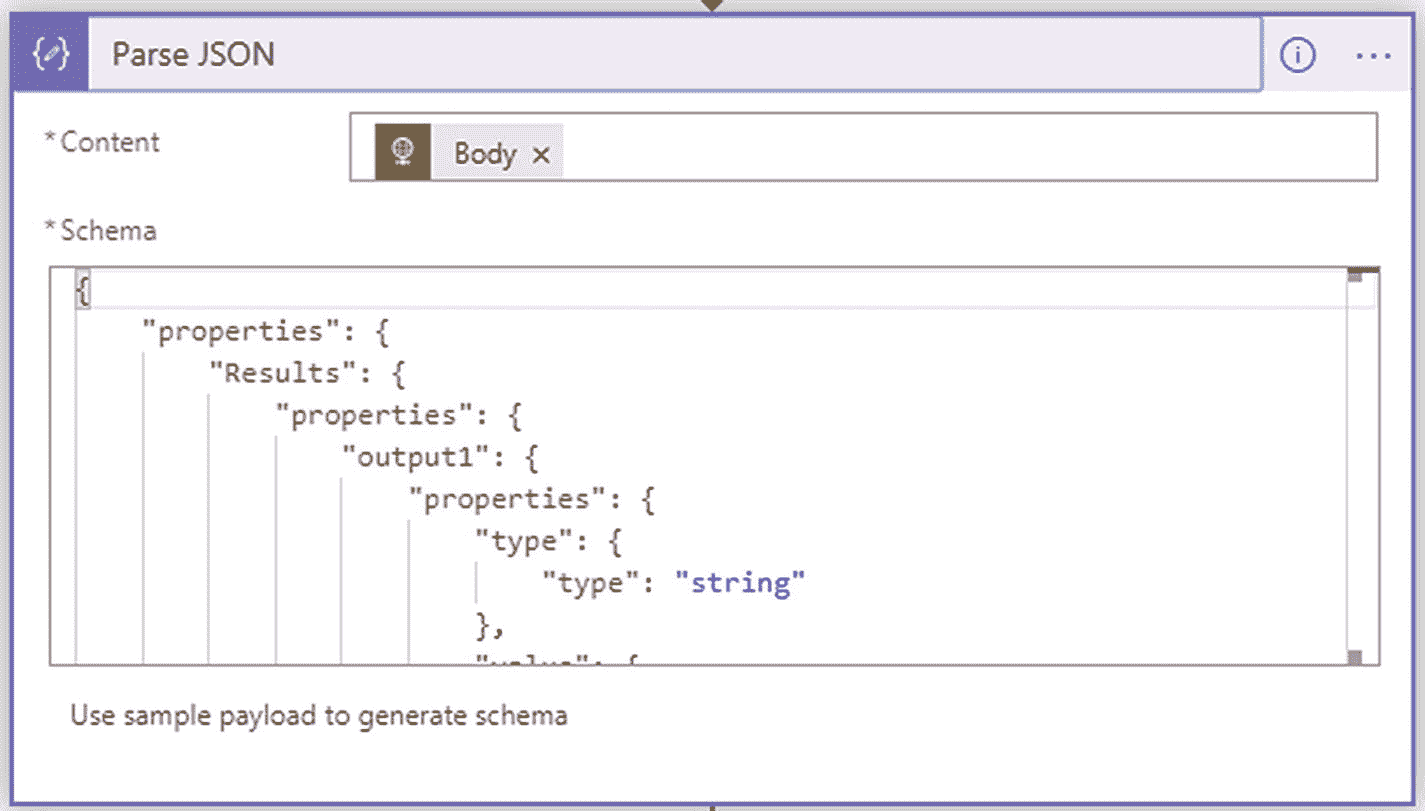 Parse JSON
* Content
Body ×
* Schema
{
"properties": {
"Results": {
"properties": {
"output1": {
"properties": {
"type": {
"type": "string"
},
"value": {
Use sample payload to generate schema